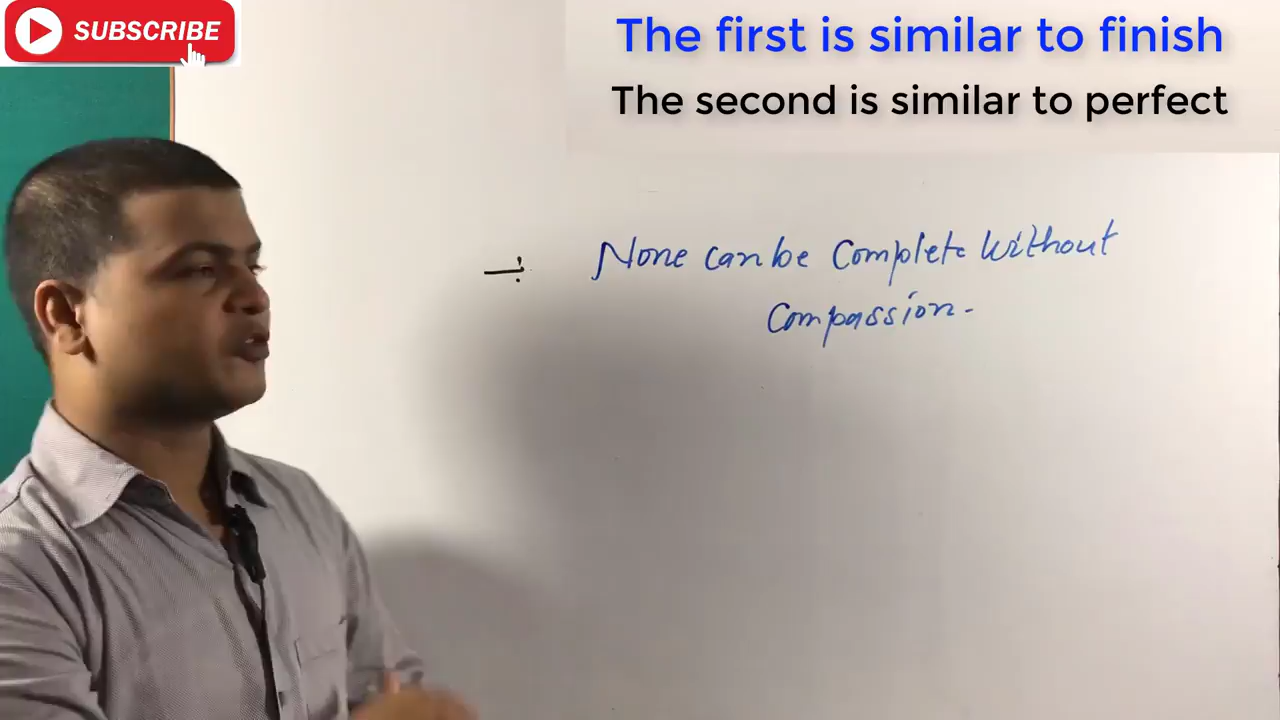 SUBSCRIBE
The first is similar to finish
The second is similar to perfect
None can be Complete Without
Compassion.